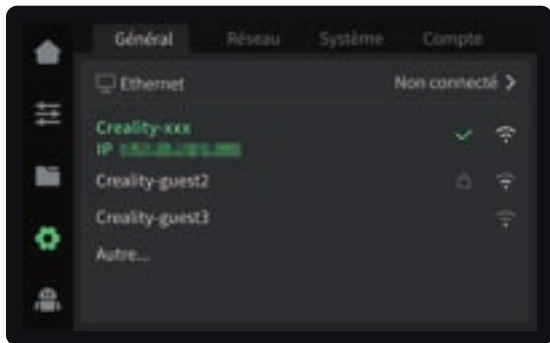 Général Réseau Système Compte
Ethernet Non connecté >
Creality-xxx
IP
Creality-guest2
Creality-guest3
Autre...